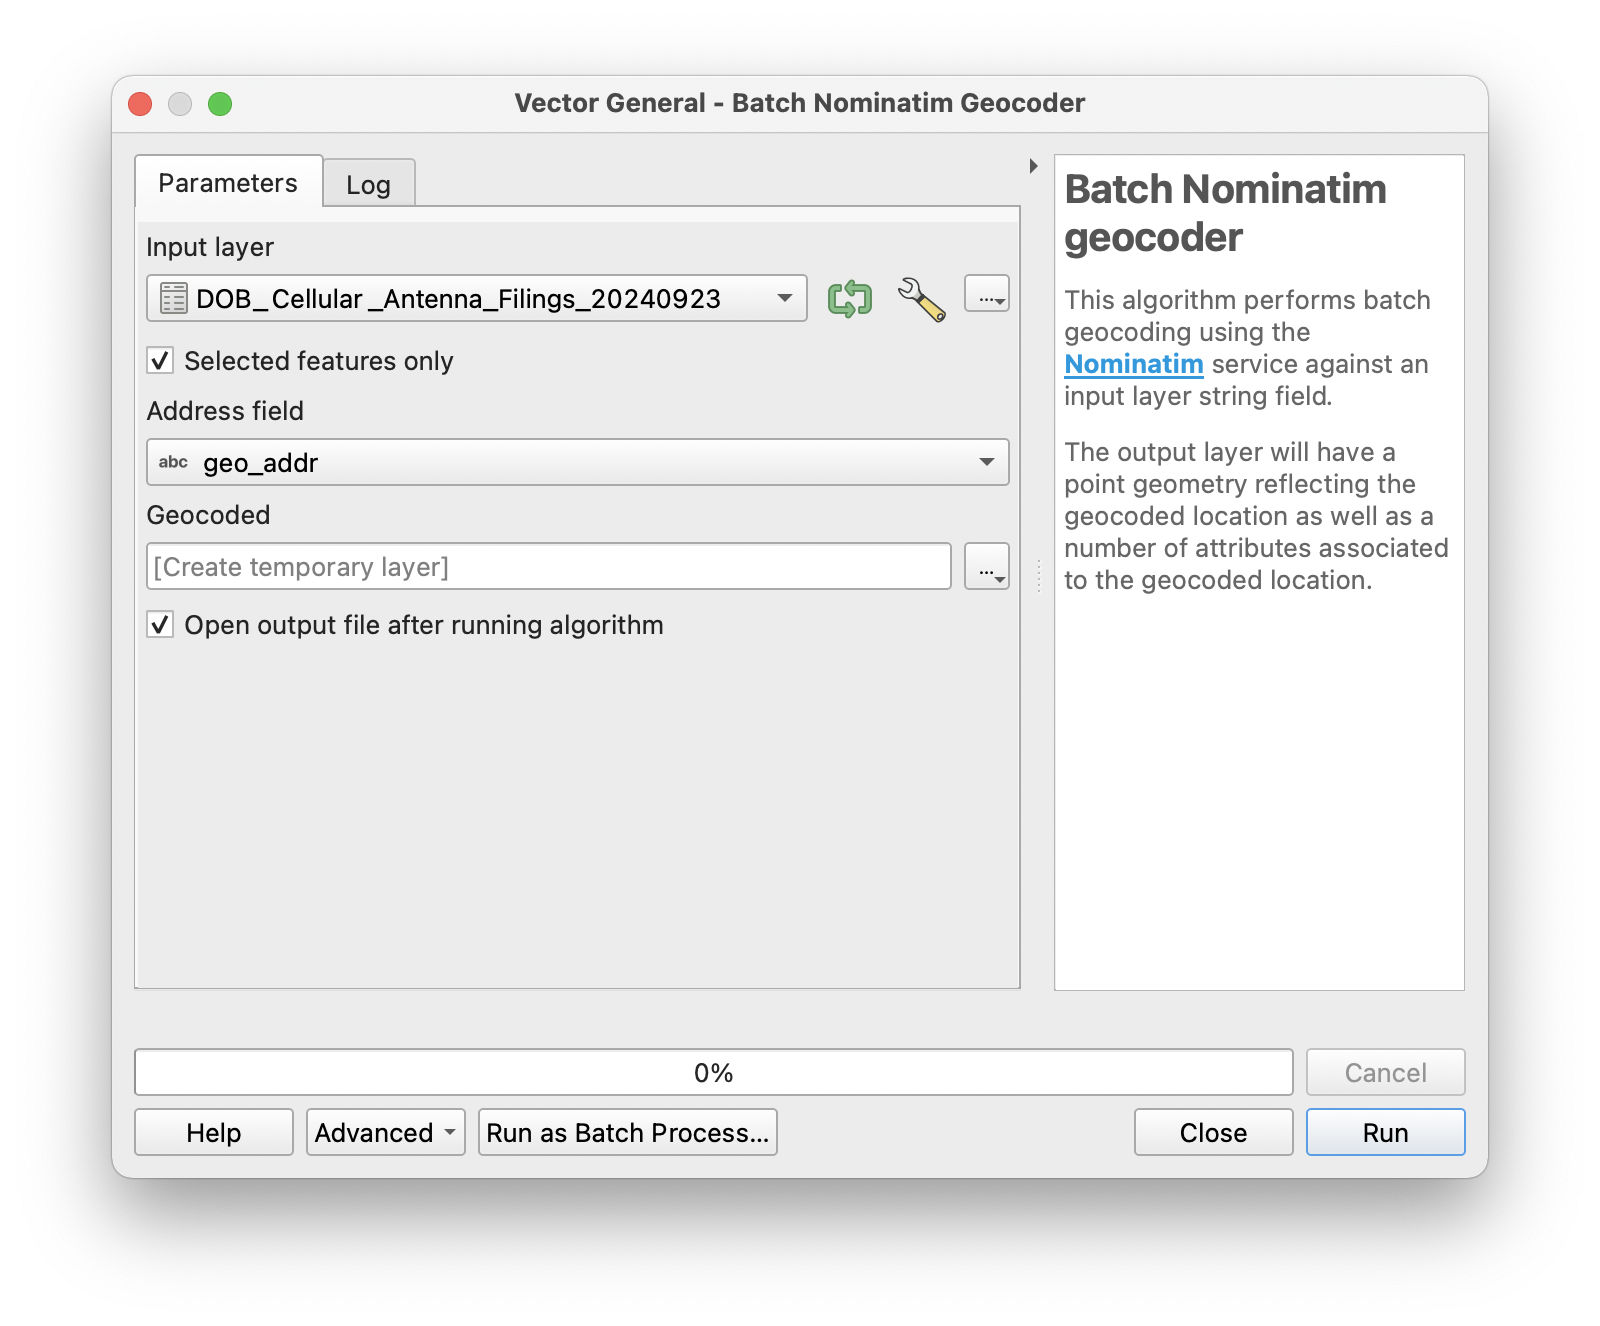 Vector General - Batch Nominatim Geocoder
Parameters
Log
Input layer
DOB_Cellular_Antenna_Filings_20240923
...
Selected features only
Address field
abc geo_addr
Geocoded
[Create temporary layer]
...
Open output file after running algorithm
Batch Nominatim
geocoder
This algorithm performs batch
geocoding using the
Nominatim service against an
input layer string field.
The output layer will have a
point geometry reflecting the
geocoded location as well as a
number of attributes associated
to the geocoded location.
0%
Cancel
Help
Advanced
Run as Batch Process...
Close
Run